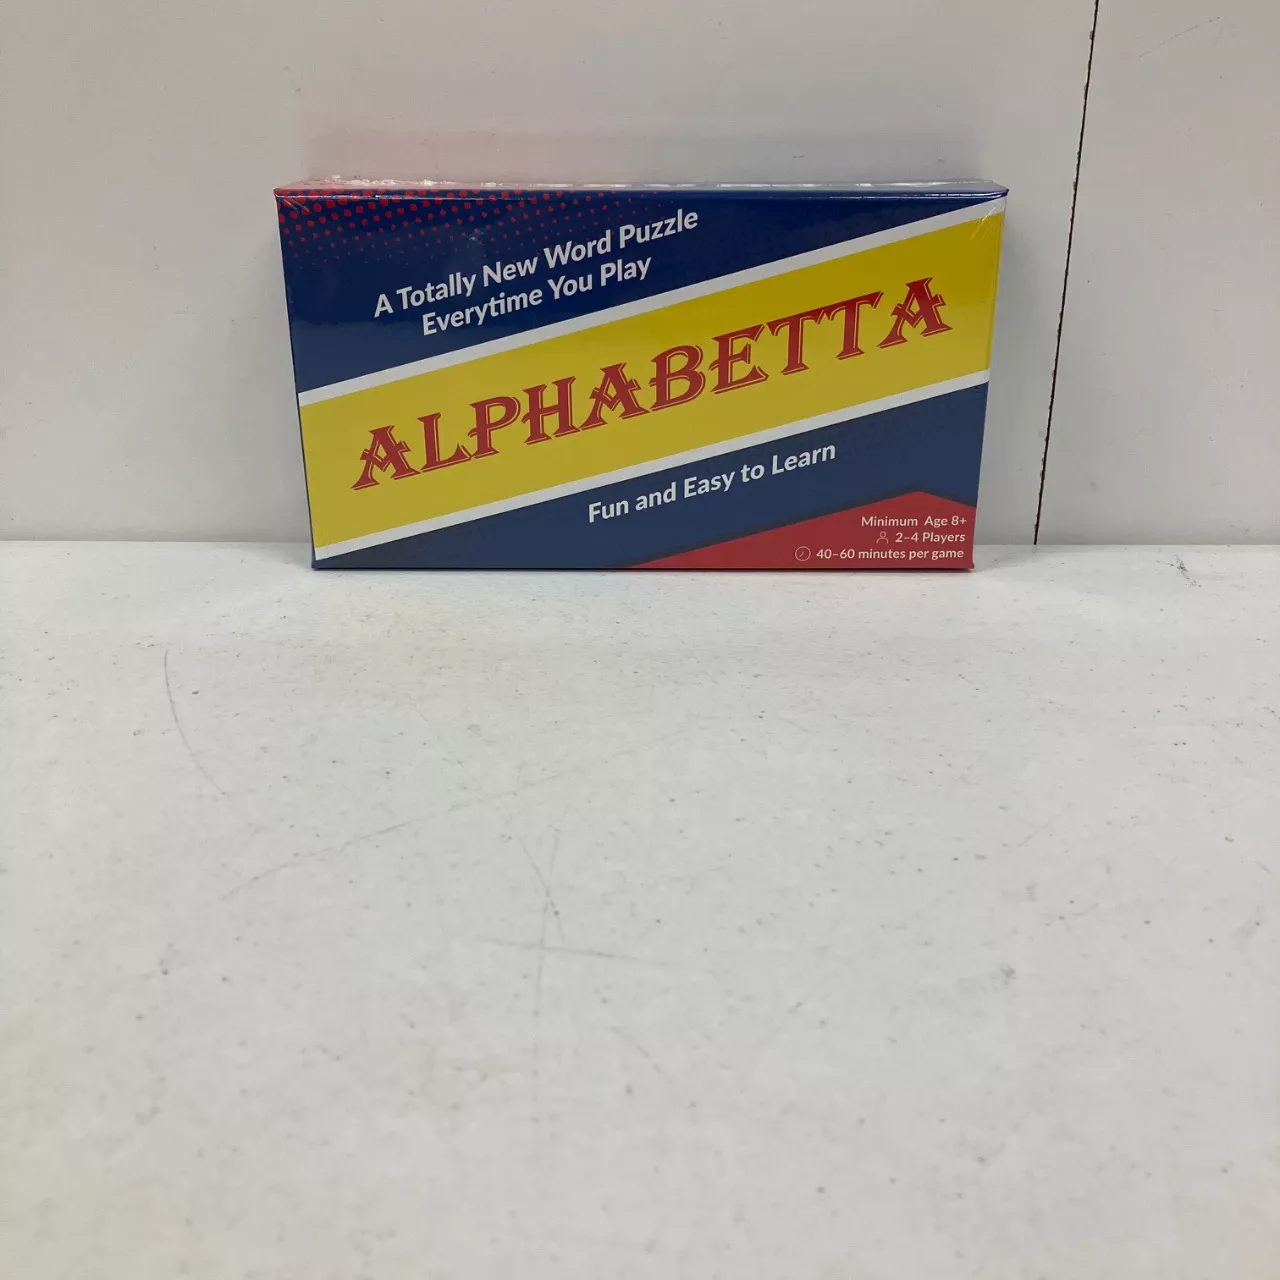 A Totally New Word Puzzle
Everytime You Play
ALPHABETTA
Fun and Easy to Learn
Minimum Age 8+
2-4 Players
40-60 minutes per game